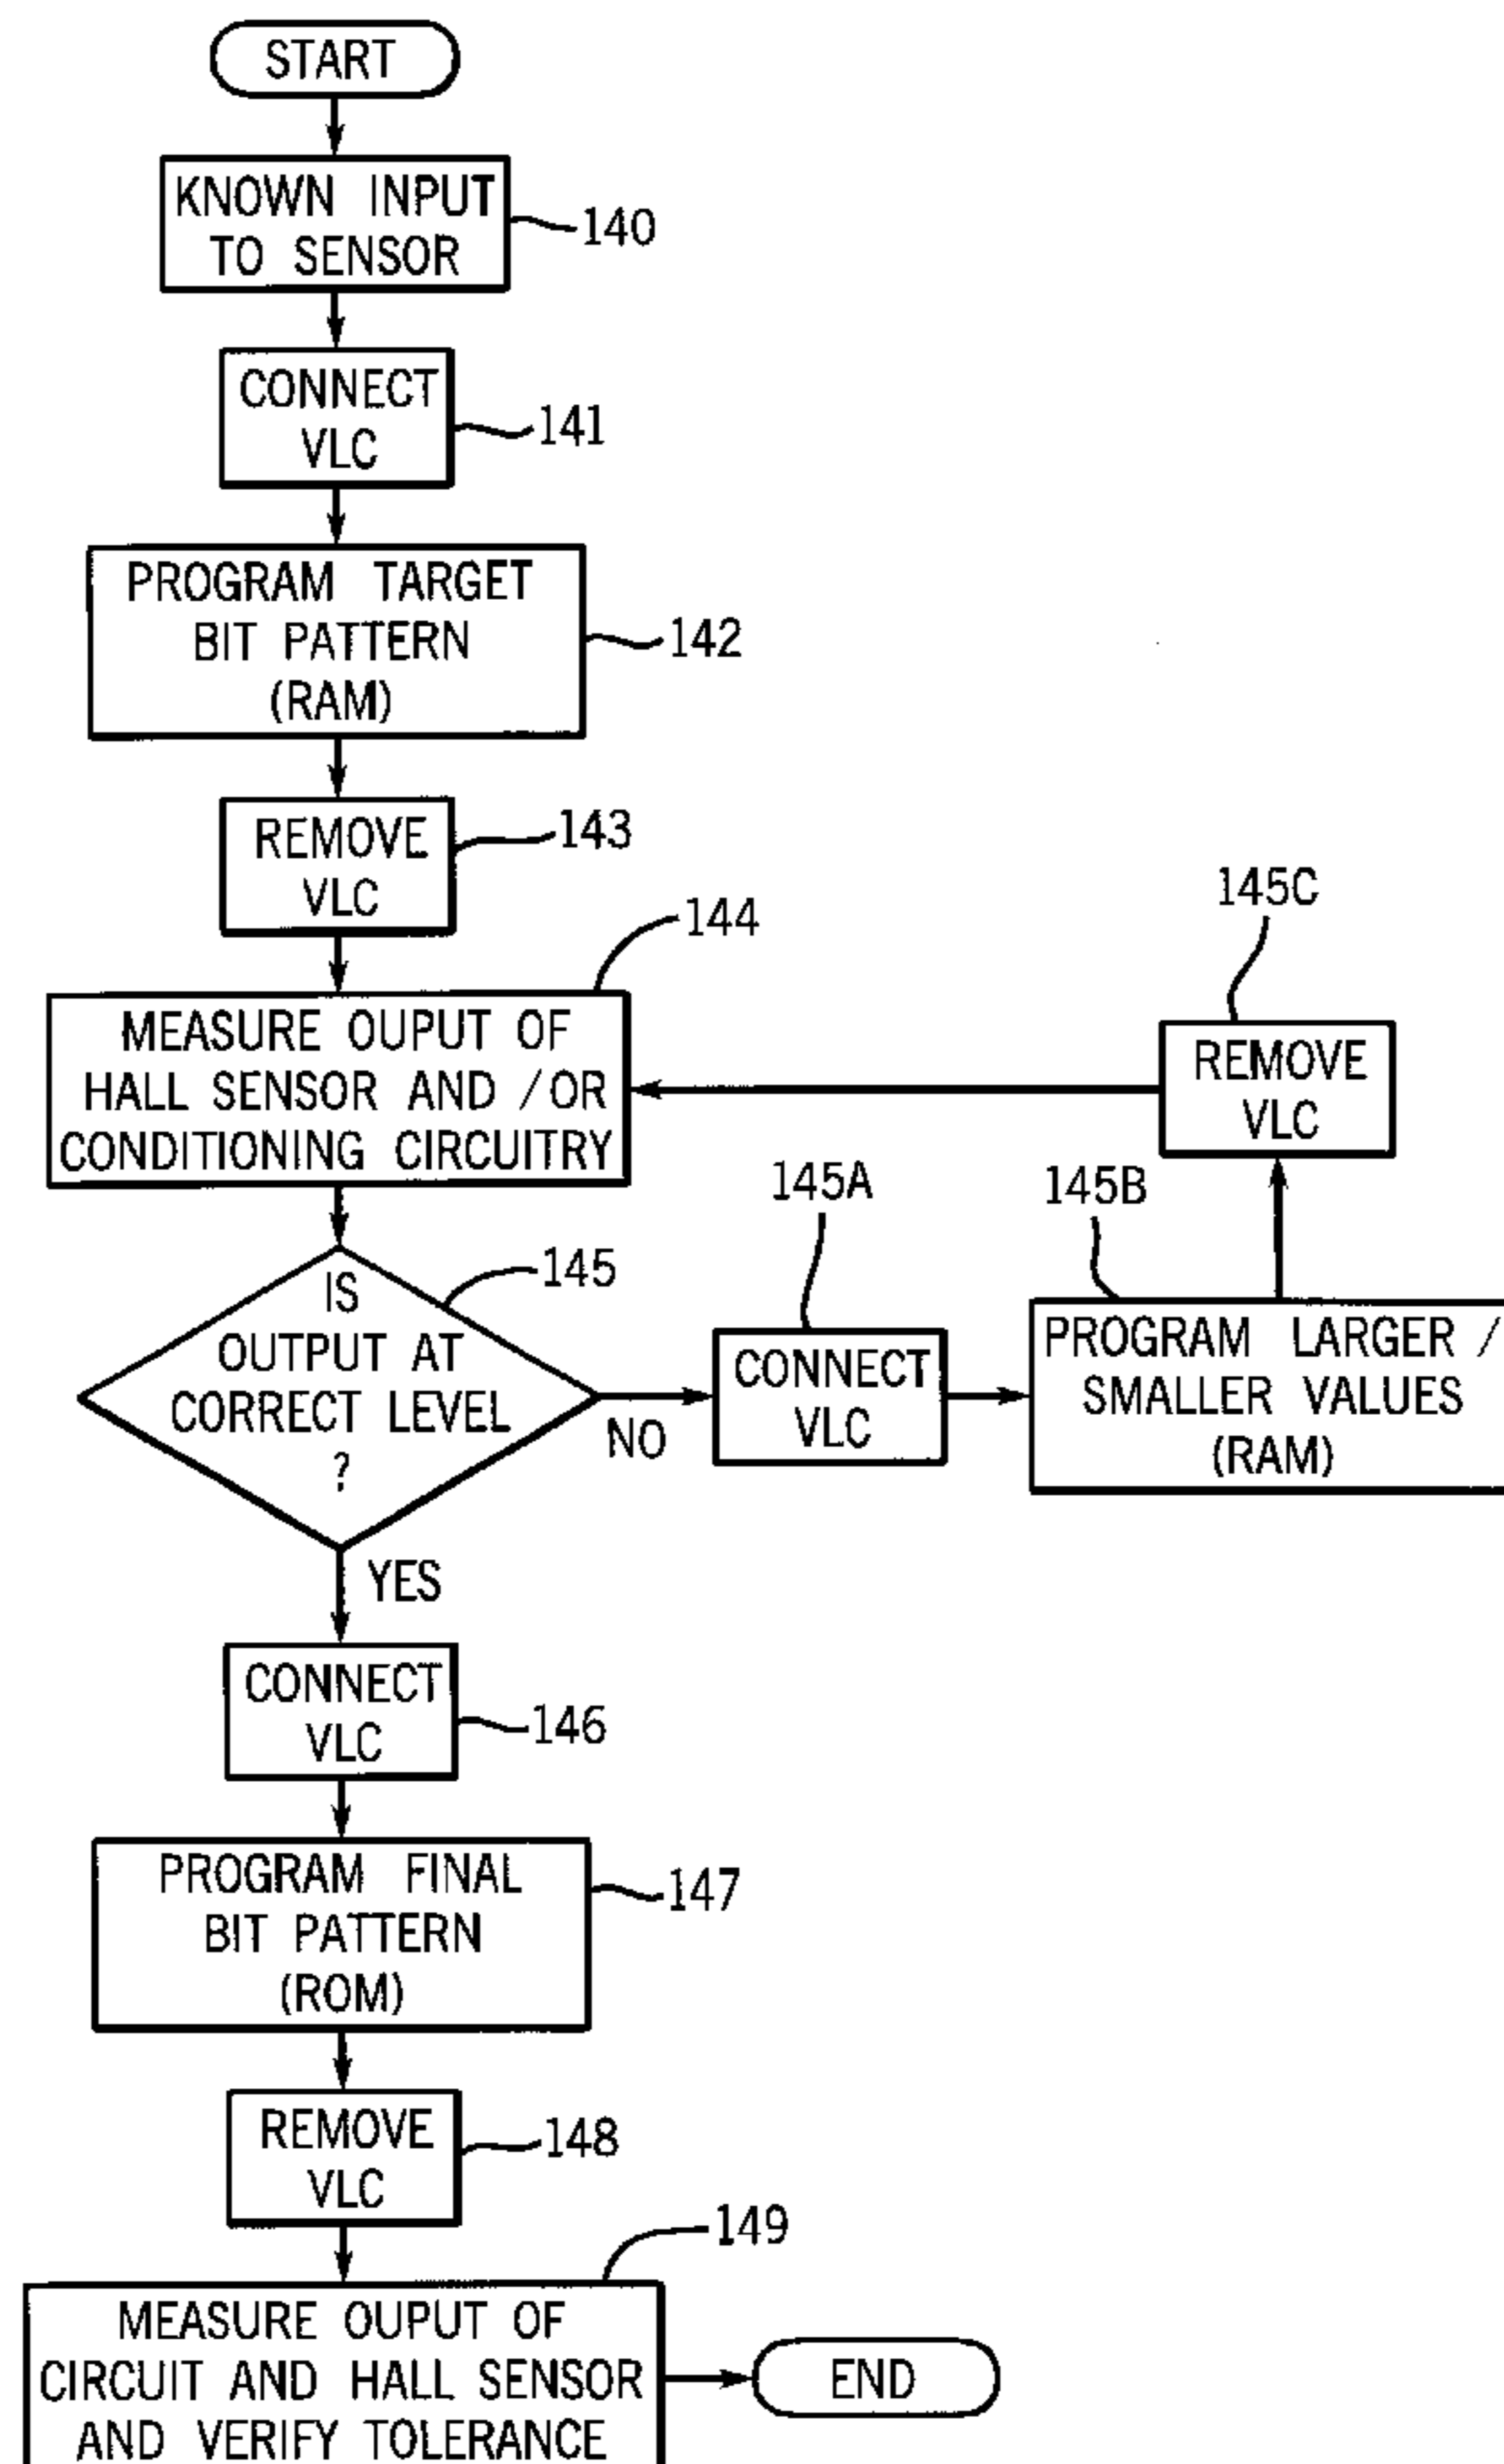 START
KNOWN INPUT
TO SENSOR
140
CONNECT
VLC
141
PROGRAM TARGET
BIT PATTERN
(RAM)
142
REMOVE
VLC
143
MEASURE OUPUT OF
HALL SENSOR AND /OR
CONDITIONING CIRCUITRY
144
IS
OUTPUT AT
CORRECT LEVEL
?
145
NO
CONNECT
VLC
145A
PROGRAM LARGER /
SMALLER VALUES
(RAM)
145B
REMOVE
VLC
145C
YES
CONNECT
VLC
146
PROGRAM FINAL
BIT PATTERN
(ROM)
147
REMOVE
VLC
148
MEASURE OUPUT OF
CIRCUIT AND HALL SENSOR
AND VERIFY TOLERANCE
149
END